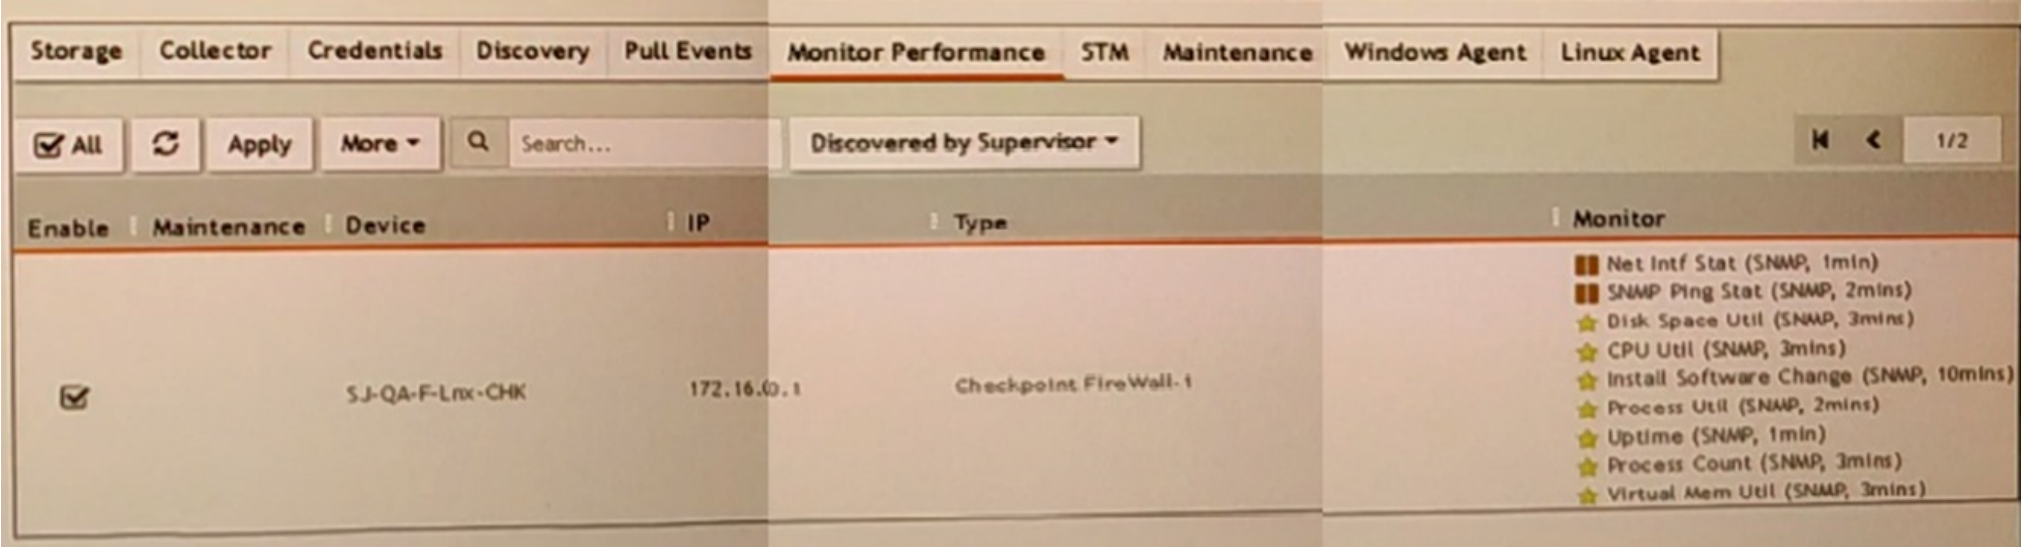 Storage Collector Credentials Discovery Pull Events Monitor Performance STM Maintenance Windows Agent Linux Agent
All Apply More Search... Discovered by Supervisor 1/2
Enable Maintenance Device IP Type Monitor
Net Intf Stat (SNMP, 1min)
SNMP Ping Stat (SNMP, 2mins)
Disk Space Util (SNMP, 3mins)
CPU Util (SNMP, 3mins)
SJ-QA-F-Lnx-CHK 172.16.0.1 Checkpoint FireWall-1 Install Software Change (SNMP, 10mins)
Process Util (SNMP, 2mins)
Uptime (SNMP, 1min)
Process Count (SNMP, 3mins)
Virtual Mem Util (SNMP, 3mins)